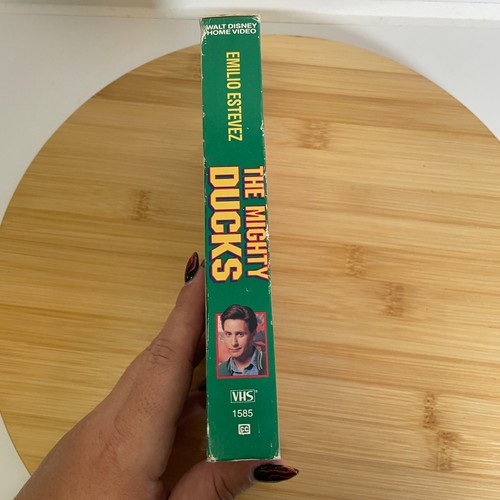 WALT DISNEY
HOME VIDEO
EMILIO ESTEVEZ
THE MIGHTY
DUCKS
VHS
1585
CC